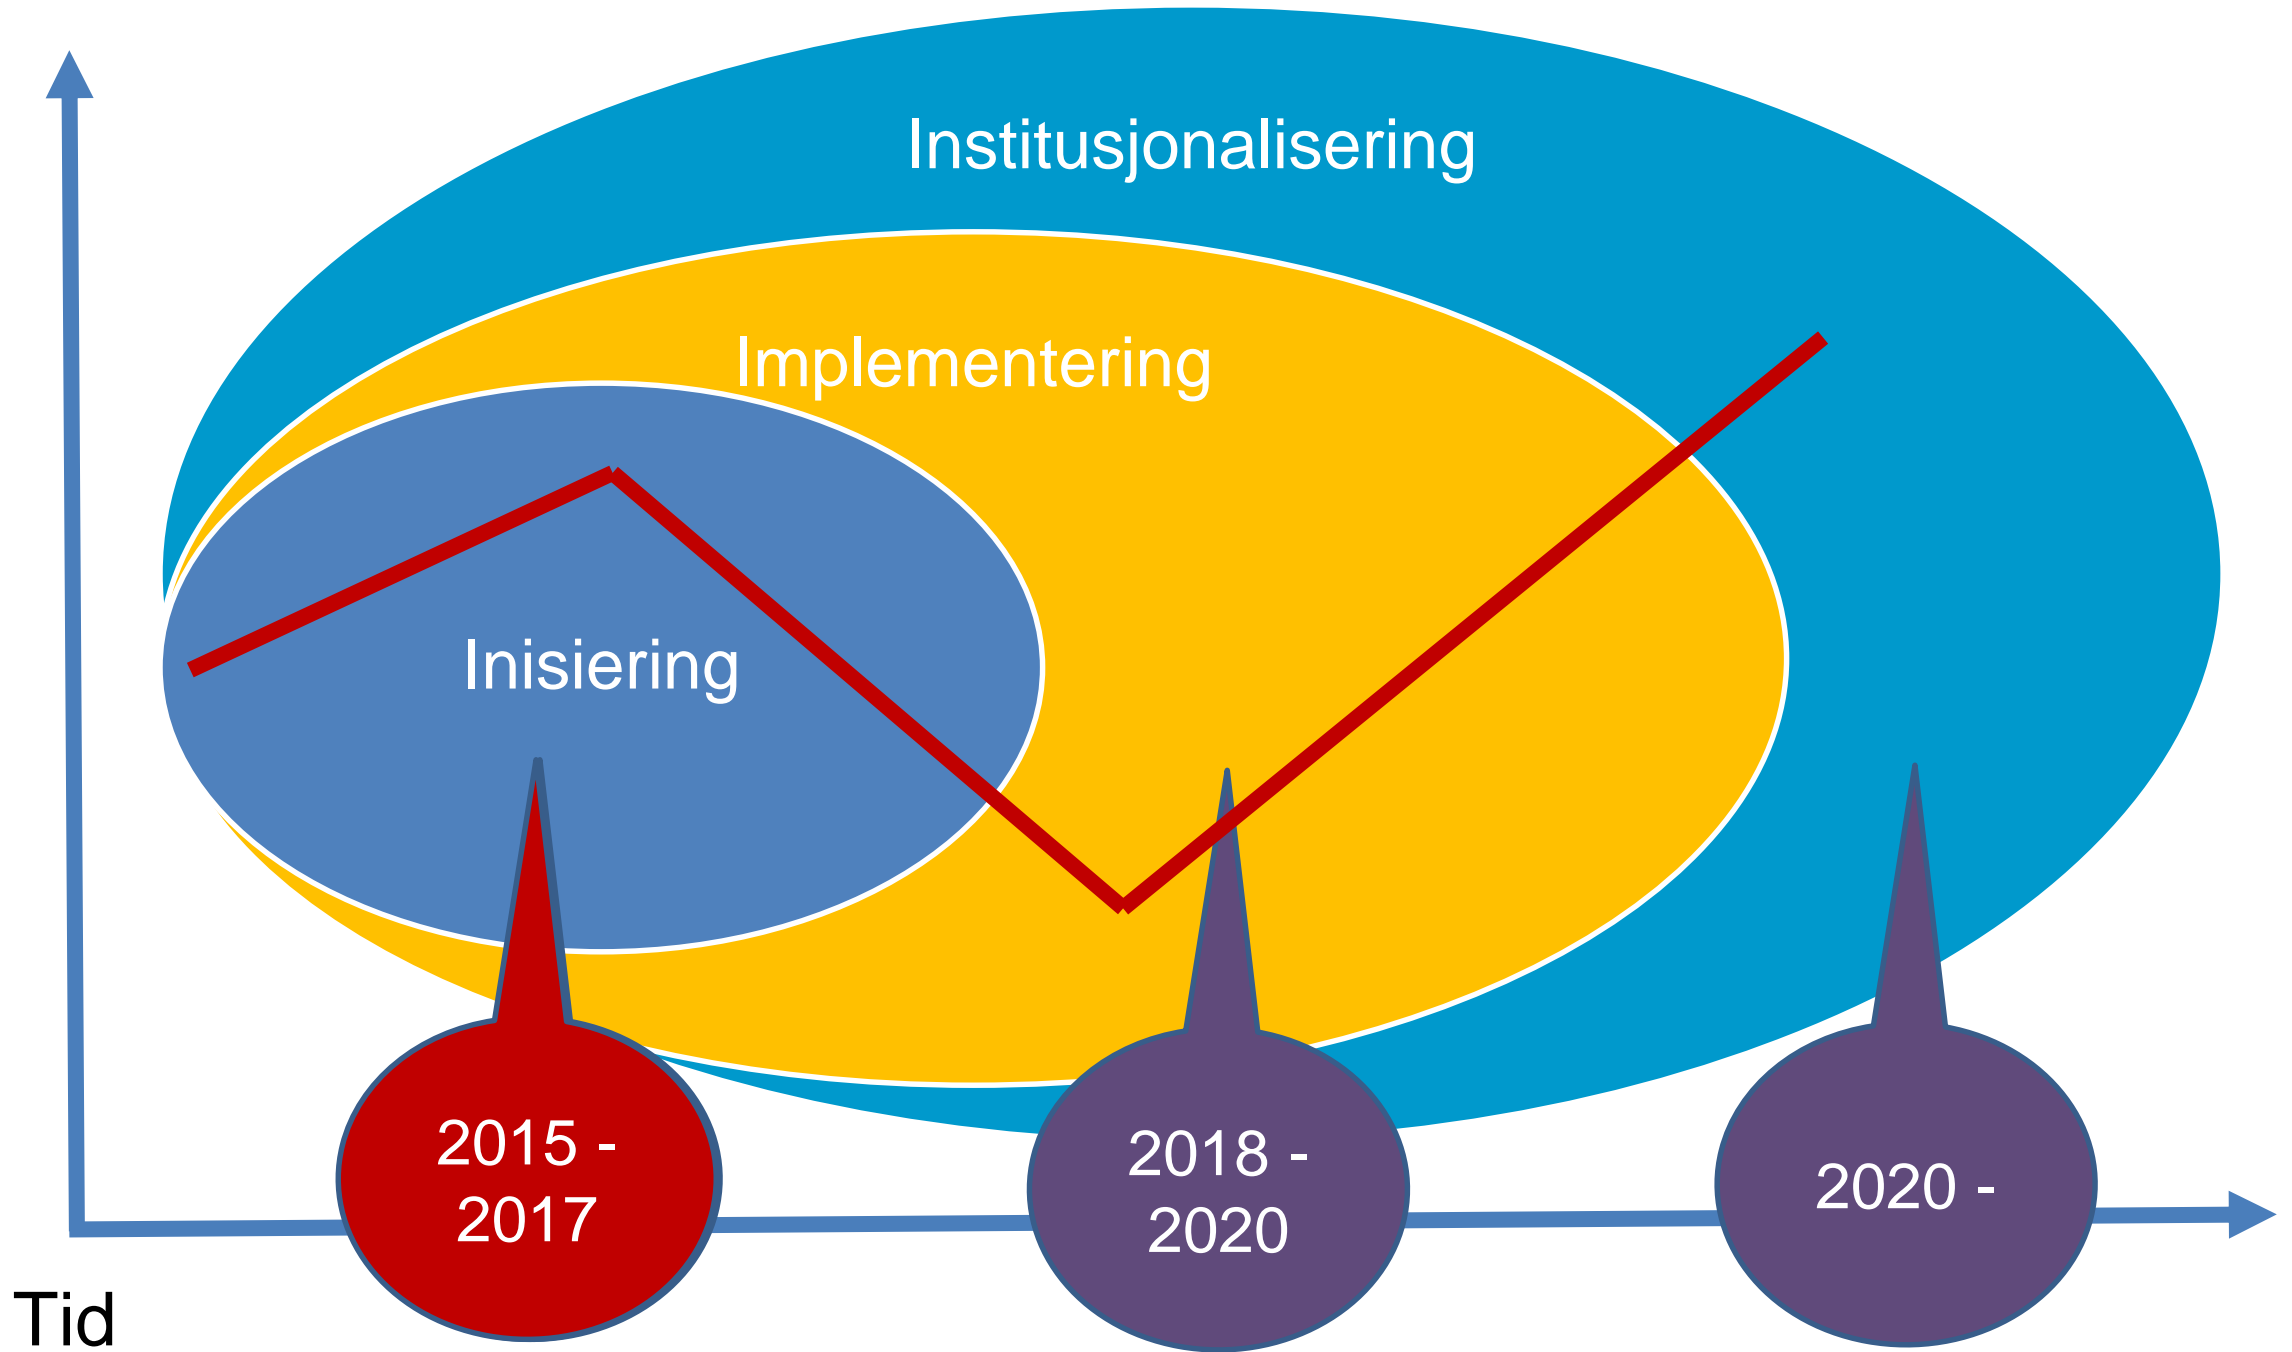 Institusjonalisering
Implementering
Inisiering
2015 -
2017
2018 -
2020
2020 -
Tid